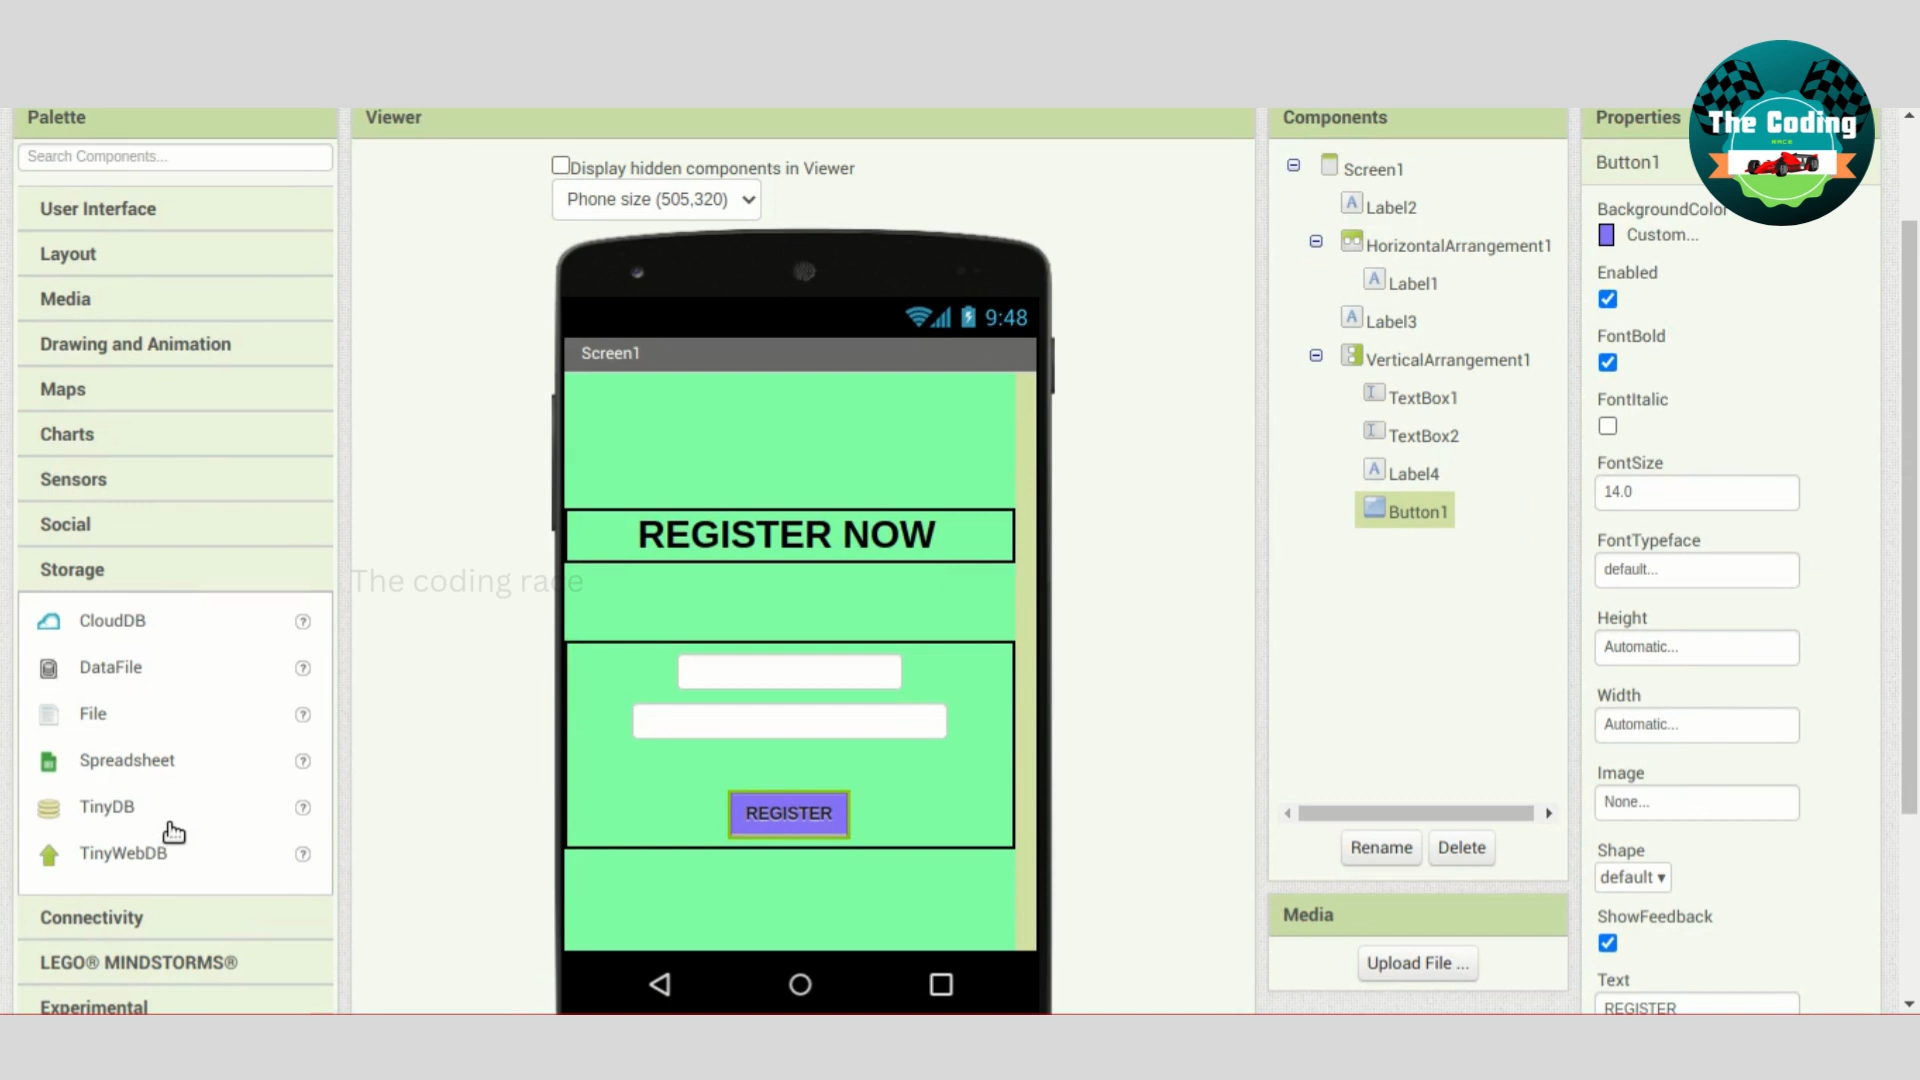 The Coding
RACE
Palette
Search Components...
User Interface
Layout
Media
Drawing and Animation
Maps
Charts
Sensors
Social
Storage
CloudDB
?
DataFile
?
File
?
Spreadsheet
?
TinyDB
?
TinyWebDB
?
Connectivity
LEGO® MINDSTORMS®
Experimental
Viewer
Display hidden components in Viewer
Phone size (505,320)
9:48
Screen1
REGISTER NOW
REGISTER
The coding race
Components
Screen1
Label2
HorizontalArrangement1
Label1
Label3
VerticalArrangement1
TextBox1
TextBox2
Label4
Button1
Rename Delete
Media
Upload File ...
Properties
Button1
BackgroundColor
Custom...
Enabled
FontBold
FontItalic
FontSize
14.0
FontTypeface
default...
Height
Automatic...
Width
Automatic...
Image
None...
Shape
default
ShowFeedback
Text
REGISTER